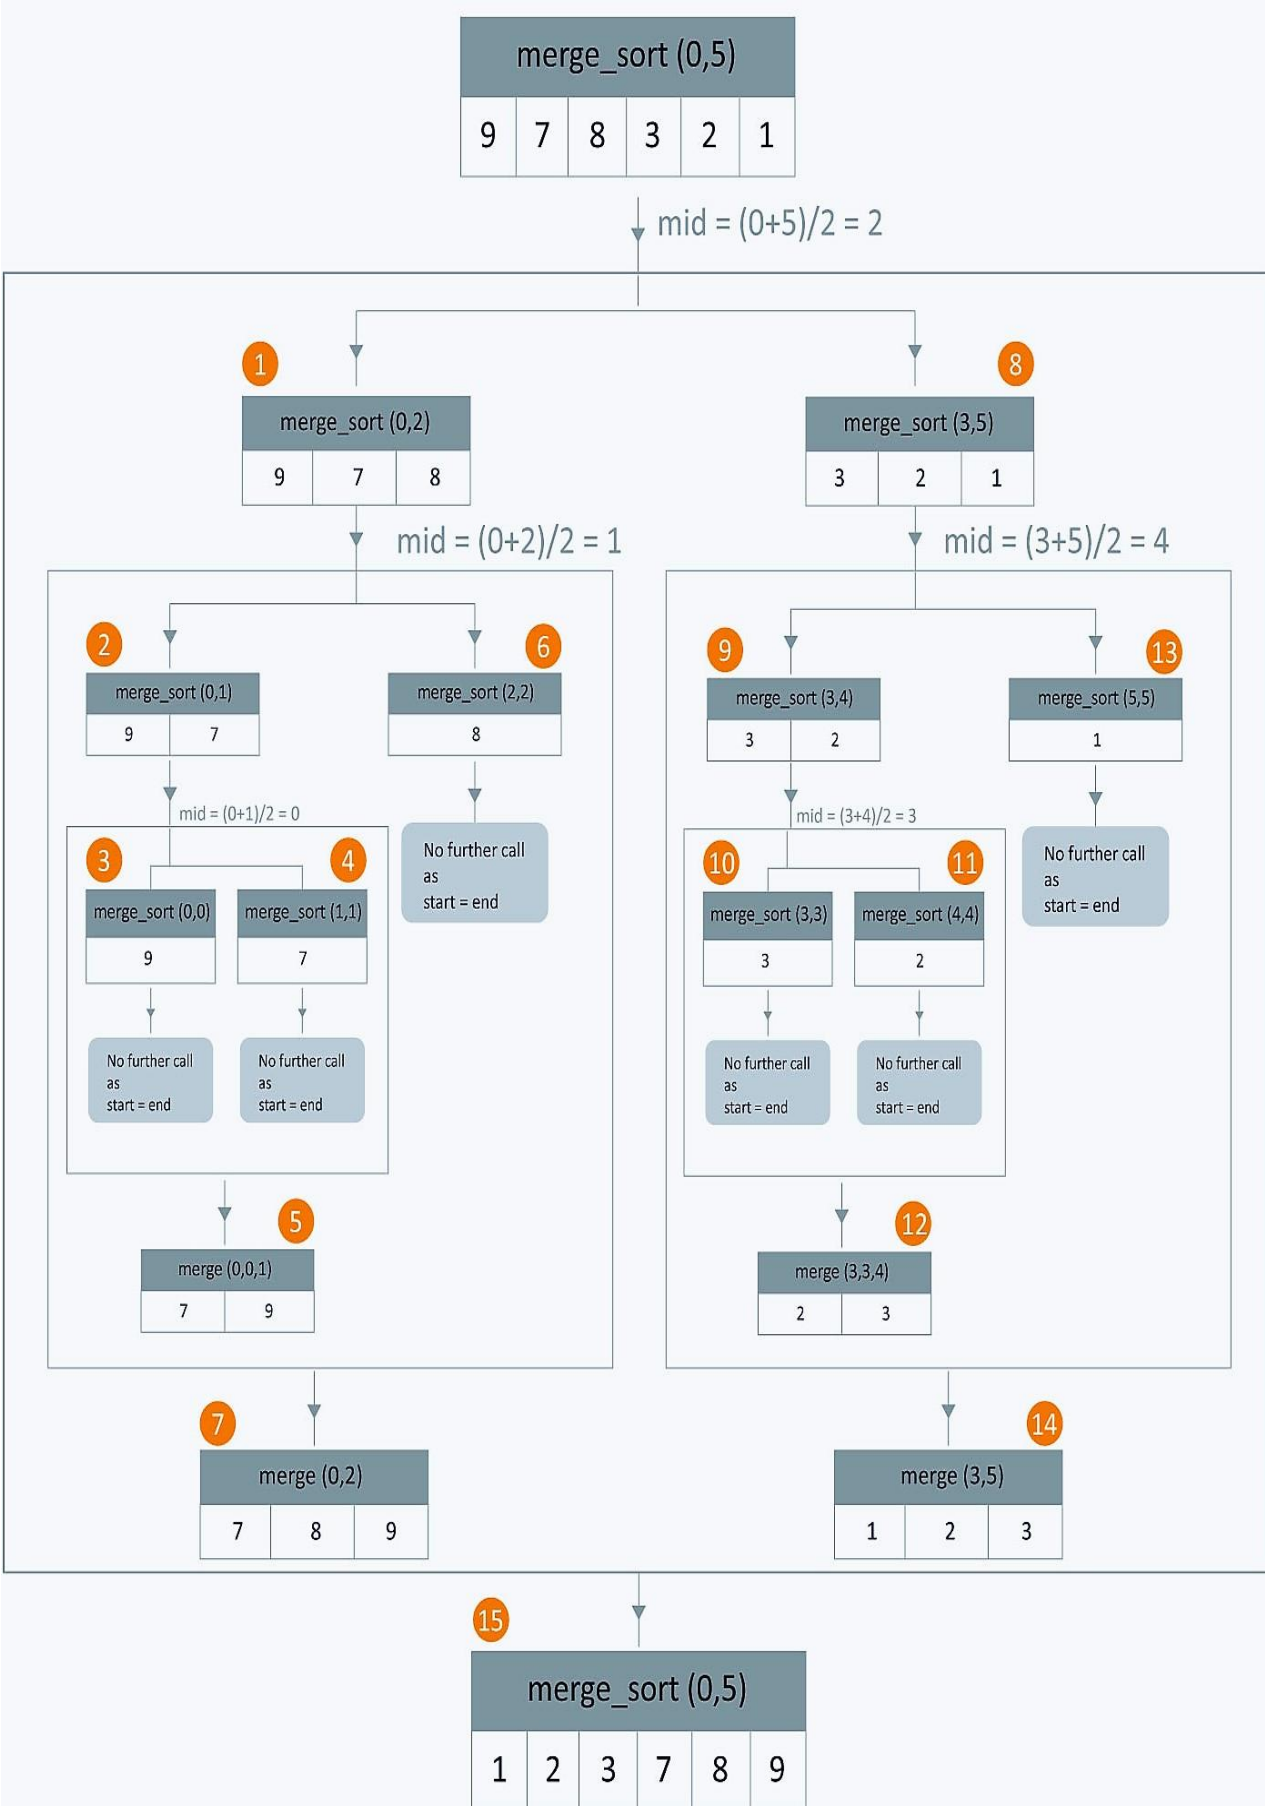 merge_sort (0,5)
9 7 8 3 2 1
mid = (0+5)/2 = 2
1
merge_sort (0,2)
9 7 8
mid = (0+2)/2 = 1
2
merge_sort (0,1)
9 7
mid = (0+1)/2 = 0
3
merge_sort (0,0)
9
No further call
as
start = end
4
merge_sort (1,1)
7
No further call
as
start = end
5
merge (0,0,1)
7 9
6
merge_sort (2,2)
8
No further call
as
start = end
7
merge (0,2)
7 8 9
8
merge_sort (3,5)
3 2 1
mid = (3+5)/2 = 4
9
merge_sort (3,4)
3 2
mid = (3+4)/2 = 3
10
merge_sort (3,3)
3
No further call
as
start = end
11
merge_sort (4,4)
2
No further call
as
start = end
12
merge (3,3,4)
2 3
13
merge_sort (5,5)
1
No further call
as
start = end
14
merge (3,5)
1 2 3
15
merge_sort (0,5)
1 2 3 7 8 9